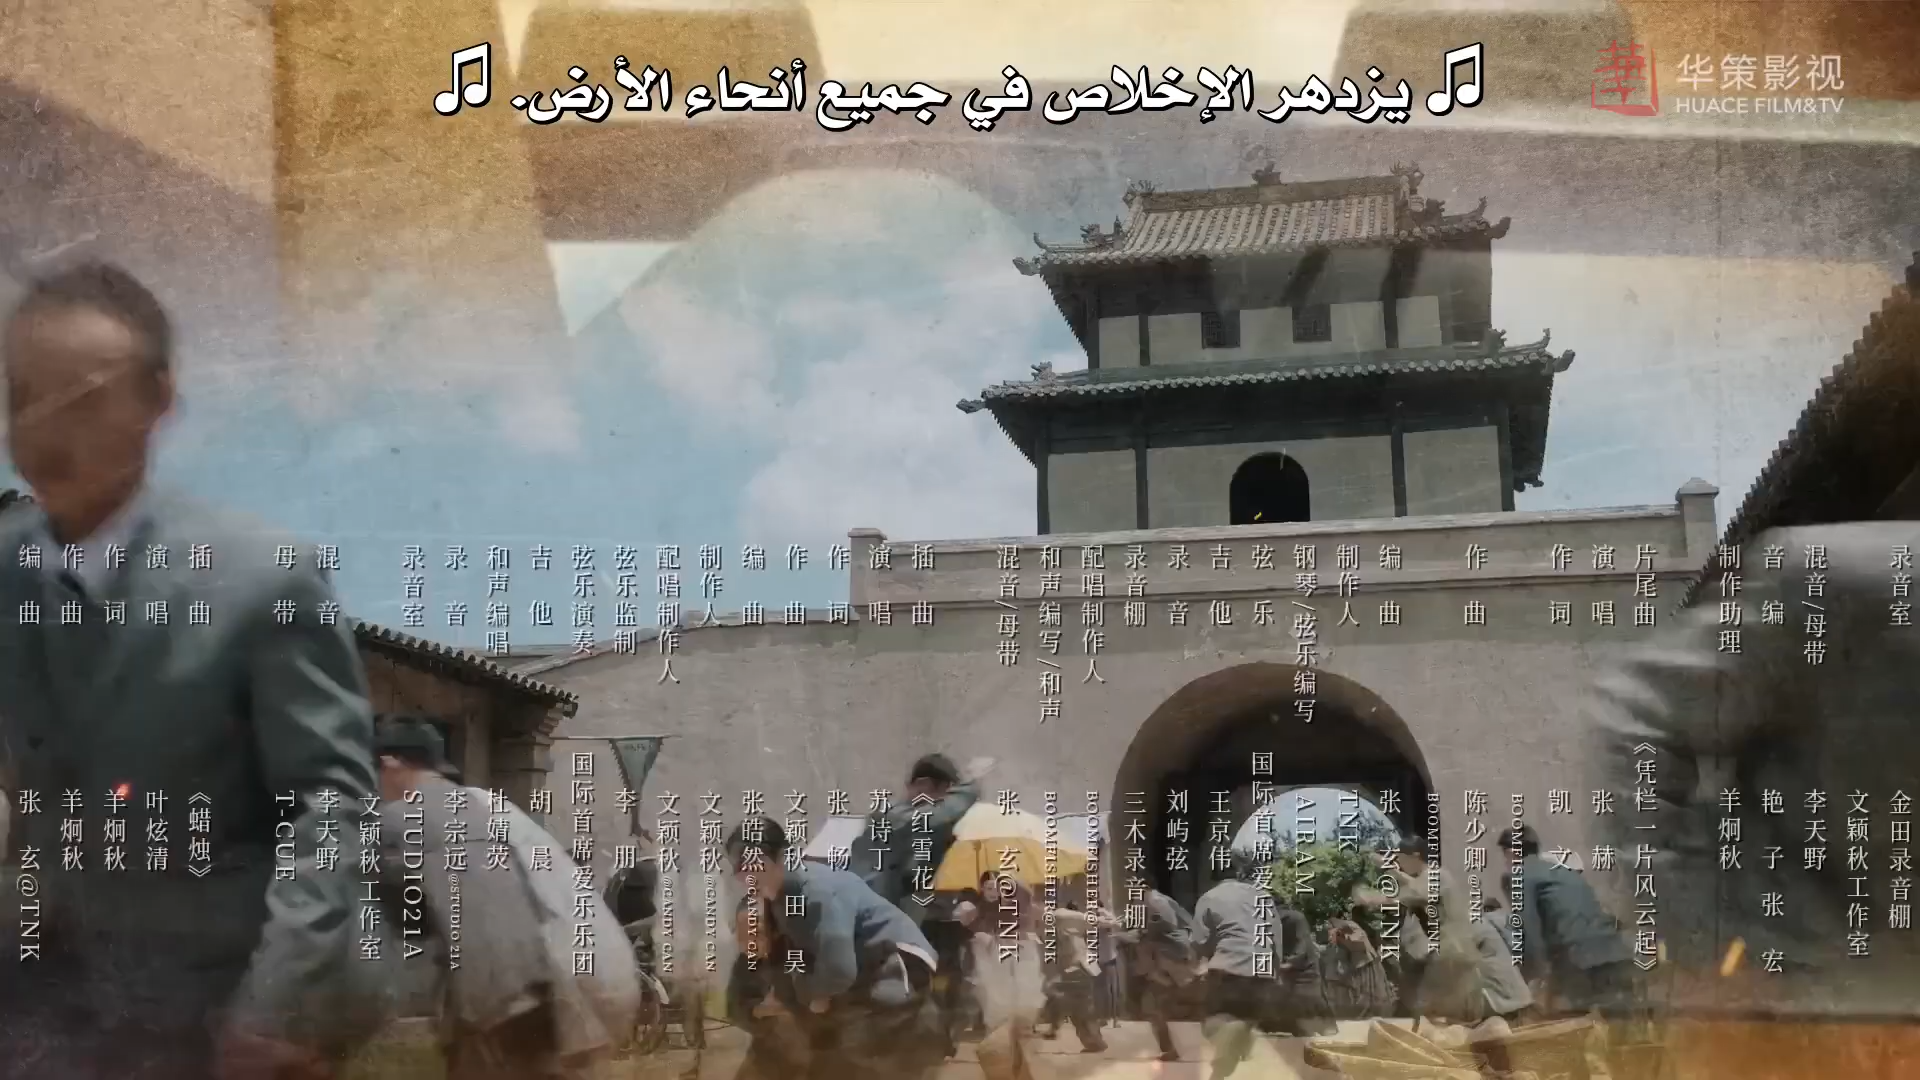 ♫ يزدهر الإخلاص في جميع أنحاء الأرض. ♫
华策影视
HUACE FILM&TV
录音室 金田录音棚
文颖秋工作室
混音/母带 李天野
音编 艳子 张宏
制作助理 羊炯秋
片尾曲 《凭栏一片风云起》
演唱 张赫
作词 凯文
BOOMFISHER@TNK
作曲 陈少卿@TNK
BOOMFISHER@TNK
编曲 张玄@TNK
制作人 TNK
钢琴/弦乐编写 AIRAM
弦乐 国际首席爱乐乐团
吉他 王京伟
录音 刘屿弦
录音棚 三木录音棚
配唱制作人 BOOMFISHER@TNK
和声编写/和声 BOOMFISHER@TNK
混音/母带 张玄@TNK
插曲 《红雪花》
演唱 苏诗丁
作词 张畅
作曲 文颖秋 田昊
编曲 张皓然@CANDY CAN
制作人 文颖秋@CANDY CAN
配唱制作人 文颖秋@CANDY CAN
弦乐监制 李朋
弦乐演奏 国际首席爱乐乐团
吉他 胡晨
和声编唱 杜婧荧
录音 李宗远@STUDIO 21A
录音室 STUDIO21A
文颖秋工作室
混音 李天野
母带 T-CUE
插曲 《蜡烛》
演唱 叶炫清
作词 羊炯秋
作曲 羊炯秋
编曲 张玄@TNK